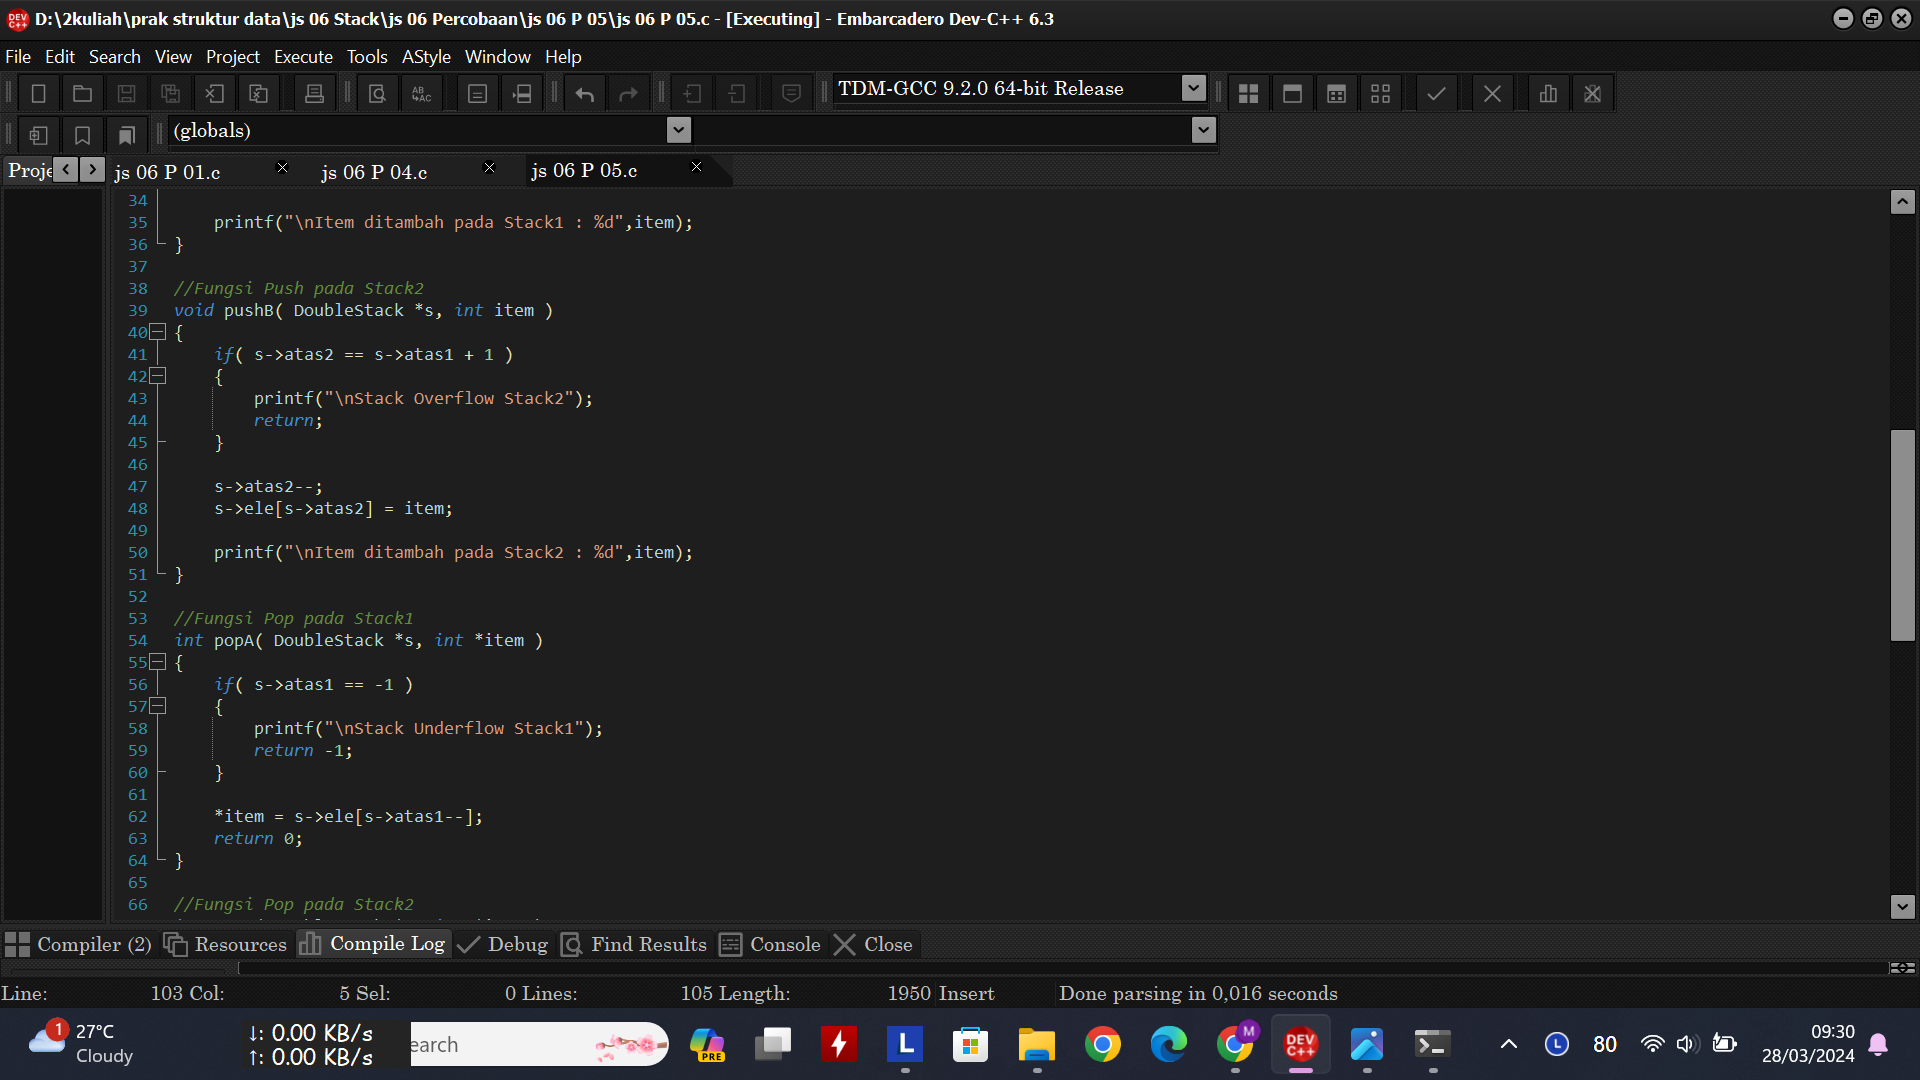 D:\2kuliah\prak struktur data\js 06 Stack\js 06 Percobaan\js 06 P 05\js 06 P 05.c - [Executing] - Embarcadero Dev-C++ 6.3
File Edit Search View Project Execute Tools AStyle Window Help
TDM-GCC 9.2.0 64-bit Release
(globals)
Proje js 06 P 01.c js 06 P 04.c js 06 P 05.c
34
35 printf("\nItem ditambah pada Stack1 : %d",item);
36 }
37
38 //Fungsi Push pada Stack2
39 void pushB( DoubleStack *s, int item )
40 {
41 if( s->atas2 == s->atas1 + 1 )
42 {
43 printf("\nStack Overflow Stack2");
44 return;
45 }
46
47 s->atas2--;
48 s->ele[s->atas2] = item;
49
50 printf("\nItem ditambah pada Stack2 : %d",item);
51 }
52
53 //Fungsi Pop pada Stack1
54 int popA( DoubleStack *s, int *item )
55 {
56 if( s->atas1 == -1 )
57 {
58 printf("\nStack Underflow Stack1");
59 return -1;
60 }
61
62 *item = s->ele[s->atas1--];
63 return 0;
64 }
65
66 //Fungsi Pop pada Stack2
Compiler (2) Resources Compile Log Debug Find Results Console Close
Line: 103 Col: 5 Sel: 0 Lines: 105 Length: 1950 Insert Done parsing in 0,016 seconds
1 27°C
Cloudy
↓: 0.00 KB/s
↑: 0.00 KB/s
earch
PRE
L
M
DEV C++
L
80
09:30
28/03/2024